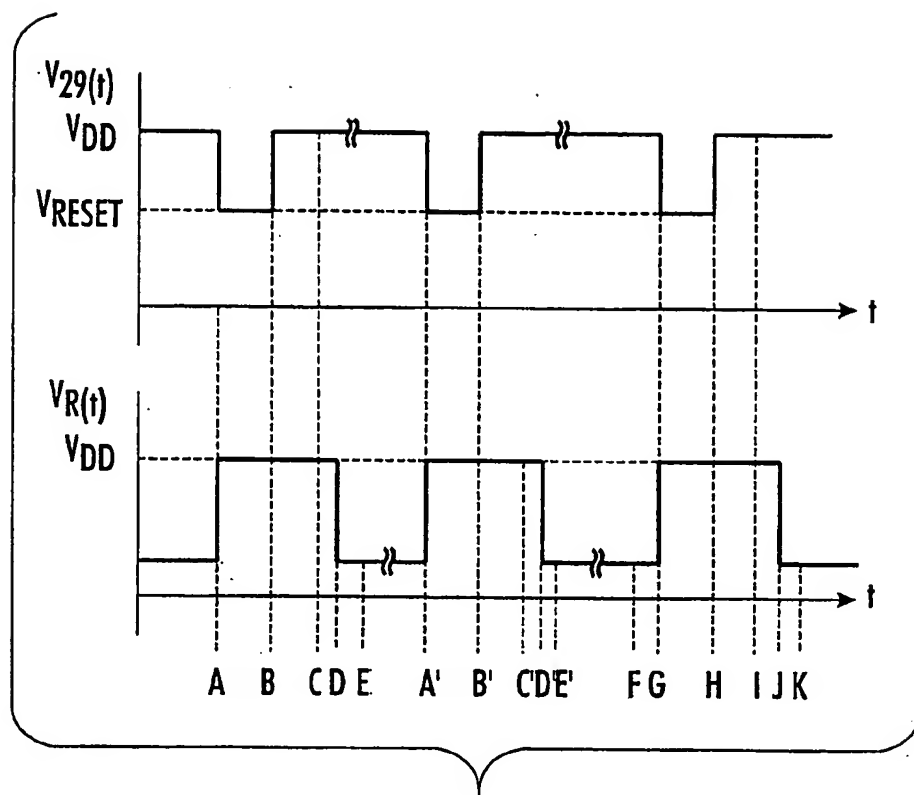 V29(t)
VDD
VRESET
t
VR(t)
VDD
t
A B C D E A' B' C' D' E' F G H I J K